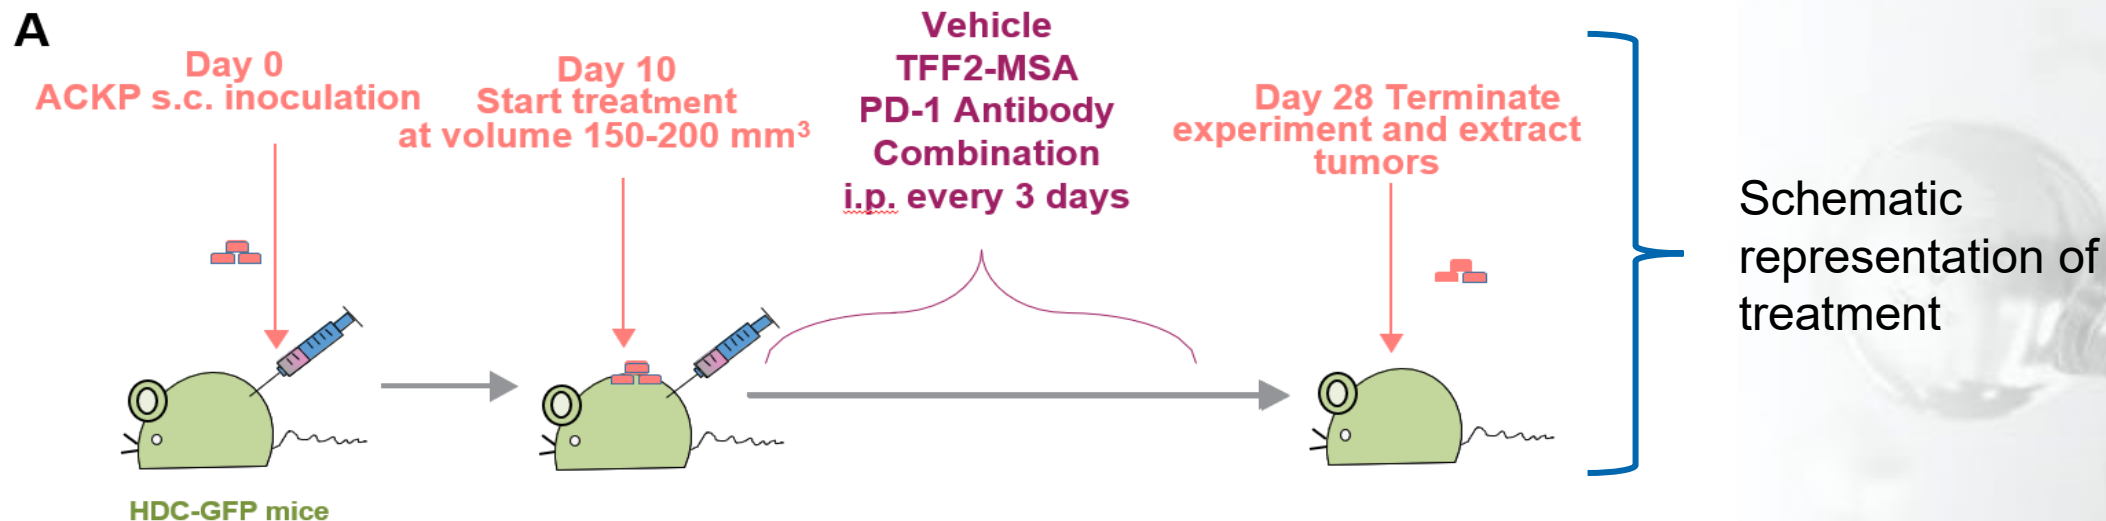 A
Day 0
ACKP s.c. inoculation
Day 10
Start treatment
at volume 150-200 mm³
Vehicle
TFF2-MSA
PD-1 Antibody
Combination
i.p. every 3 days
Day 28 Terminate
experiment and extract
tumors
Schematic
representation of
treatment
HDC-GFP mice